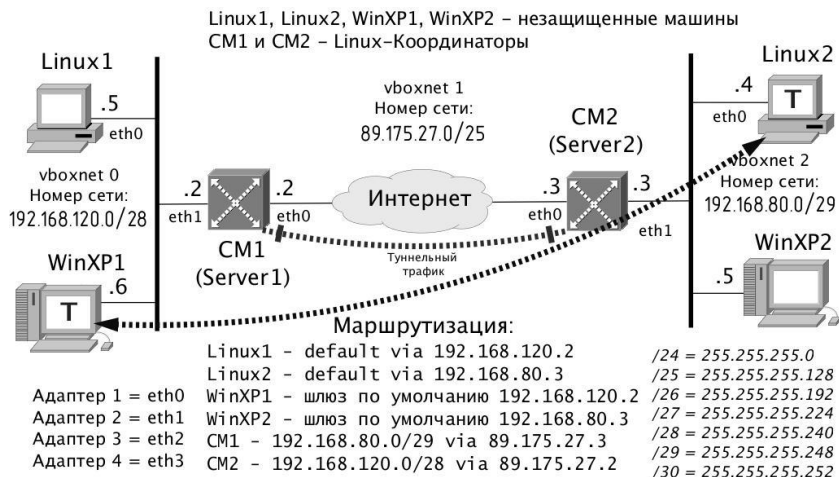 Linux1, Linux2, WinXP1, WinXP2 – незащищенные машины
CM1 и CM2 – Linux-Координаторы
Linux1
.5
eth0
vboxnet 0
Номер сети:
192.168.120.0/28
WinXP1
T
.6
.2
eth1
.2
eth0
CM1
(Server1)
vboxnet 1
Номер сети:
89.175.27.0/25
Интернет
Туннельный
трафик
CM2
(Server2)
.3
eth0
.3
eth1
Linux2
.4
T
eth0
vboxnet 2
Номер сети:
192.168.80.0/29
WinXP2
.5
Маршрутизация:
Linux1 – default via 192.168.120.2
Linux2 – default via 192.168.80.3
WinXP1 – шлюз по умолчанию 192.168.120.2
WinXP2 – шлюз по умолчанию 192.168.80.3
CM1 – 192.168.80.0/29 via 89.175.27.3
CM2 – 192.168.120.0/28 via 89.175.27.2
Адаптер 1 = eth0
Адаптер 2 = eth1
Адаптер 3 = eth2
Адаптер 4 = eth3
/24 = 255.255.255.0
/25 = 255.255.255.128
/26 = 255.255.255.192
/27 = 255.255.255.224
/28 = 255.255.255.240
/29 = 255.255.255.248
/30 = 255.255.255.252